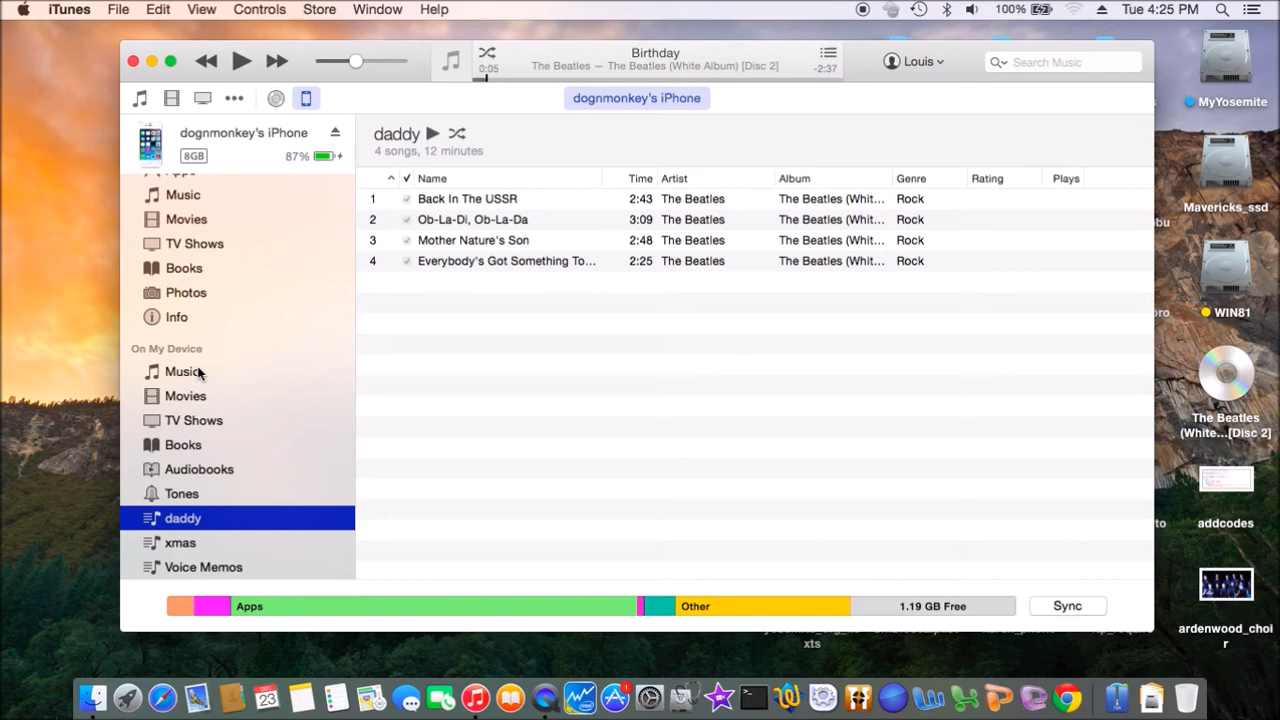 iTunes File Edit View Controls Store Window Help
100% Tue 4:25 PM
Birthday
The Beatles — The Beatles (White Album) [Disc 2]
0:05
-2:37
Louis
Search Music
dognmonkey's iPhone
dognmonkey's iPhone
8GB 87%
Apps
Music
Movies
TV Shows
Books
Photos
Info
On My Device
Music
Movies
TV Shows
Books
Audiobooks
Tones
daddy
xmas
Voice Memos
daddy
4 songs, 12 minutes
Name Time Artist Album Genre Rating Plays
1 Back In The USSR 2:43 The Beatles The Beatles (Whit... Rock
2 Ob-La-Di, Ob-La-Da 3:09 The Beatles The Beatles (Whit... Rock
3 Mother Nature's Son 2:48 The Beatles The Beatles (Whit... Rock
4 Everybody's Got Something To... 2:25 The Beatles The Beatles (Whit... Rock
Apps
Other
1.19 GB Free
Sync
MyYosemite
Mavericks_ssd
WIN81
The Beatles
(White...[Disc 2]
addcodes
ardenwood_choi
r
xts
DEC
23
1